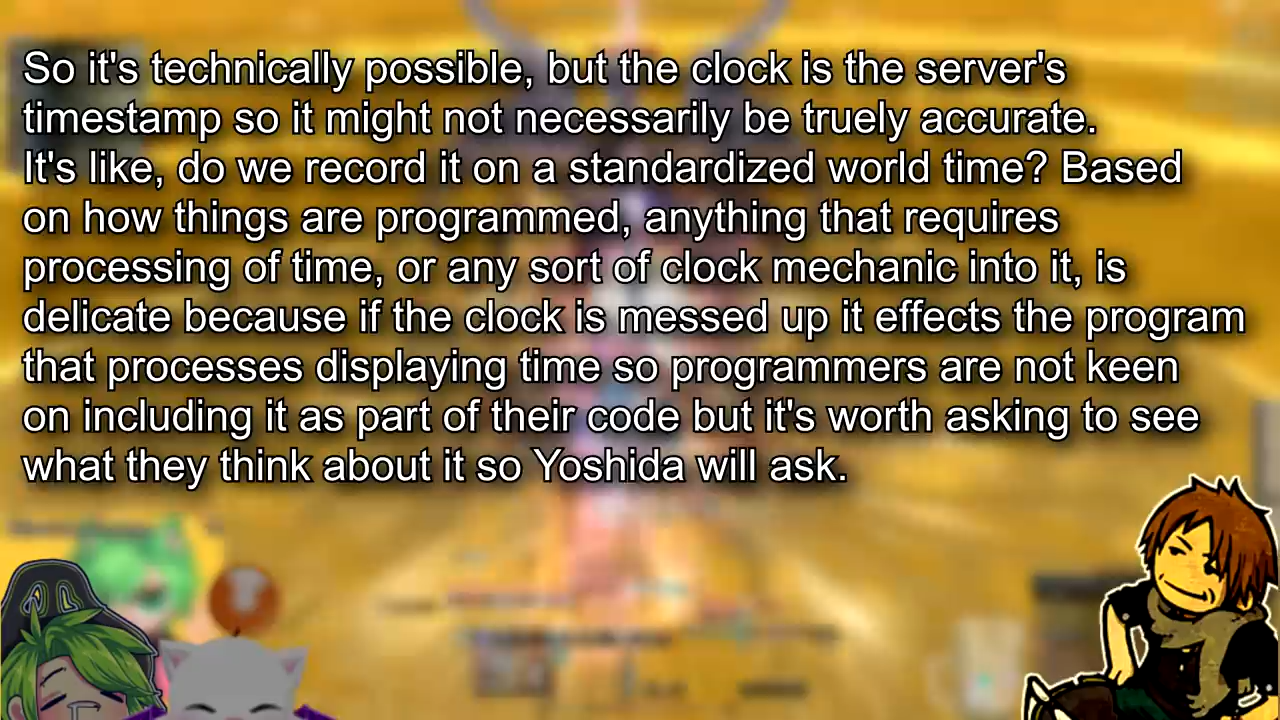 So it's technically possible, but the clock is the server's
timestamp so it might not necessarily be truely accurate.
It's like, do we record it on a standardized world time? Based
on how things are programmed, anything that requires
processing of time, or any sort of clock mechanic into it, is
delicate because if the clock is messed up it effects the program
that processes displaying time so programmers are not keen
on including it as part of their code but it's worth asking to see
what they think about it so Yoshida will ask.